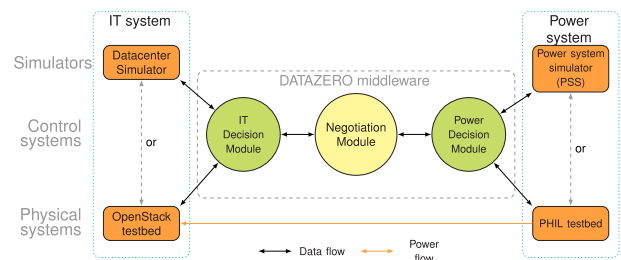 IT system
Power
system
Simulators
Datacenter
Simulator
Power system
simulator
(PSS)
DATAZERO middleware
Control
systems
IT
Decision
Module
Negotiation
Module
Power
Decision
Module
or
or
Physical
systems
OpenStack
testbed
PHIL testbed
Data flow
Power
flow